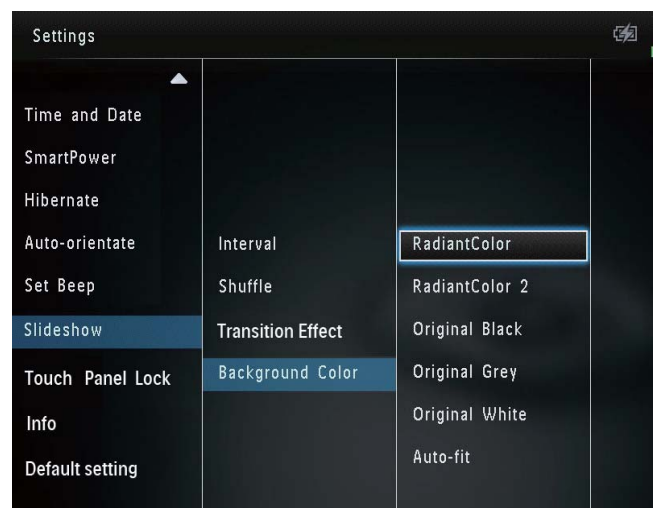 Settings
Time and Date
SmartPower
Hibernate
Auto-orientate
Set Beep
Slideshow
Touch Panel Lock
Info
Default setting
Interval
Shuffle
Transition Effect
Background Color
RadiantColor
RadiantColor 2
Original Black
Original Grey
Original White
Auto-fit